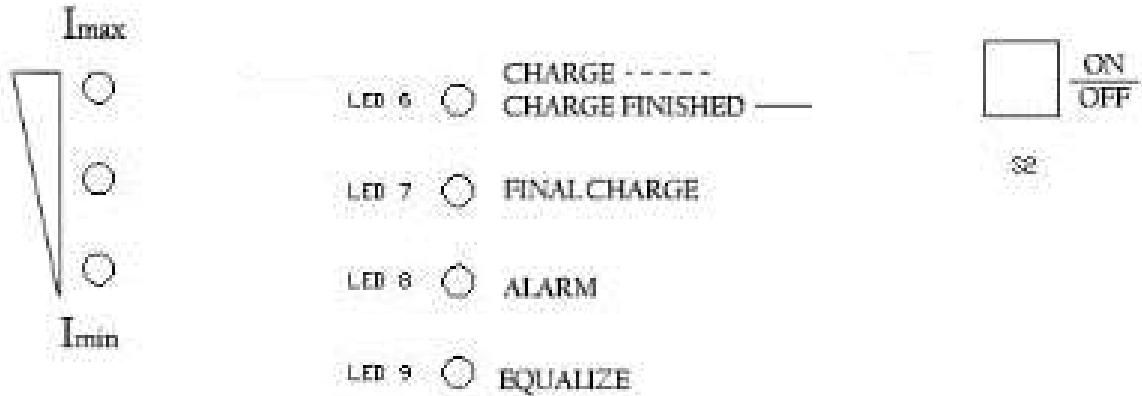 Imax
Imin
LED 6
CHARGE -----
CHARGE FINISHED ——
LED 7 FINAL CHARGE
LED 8 ALARM
LED 9 EQUALIZE
ON
OFF
S2